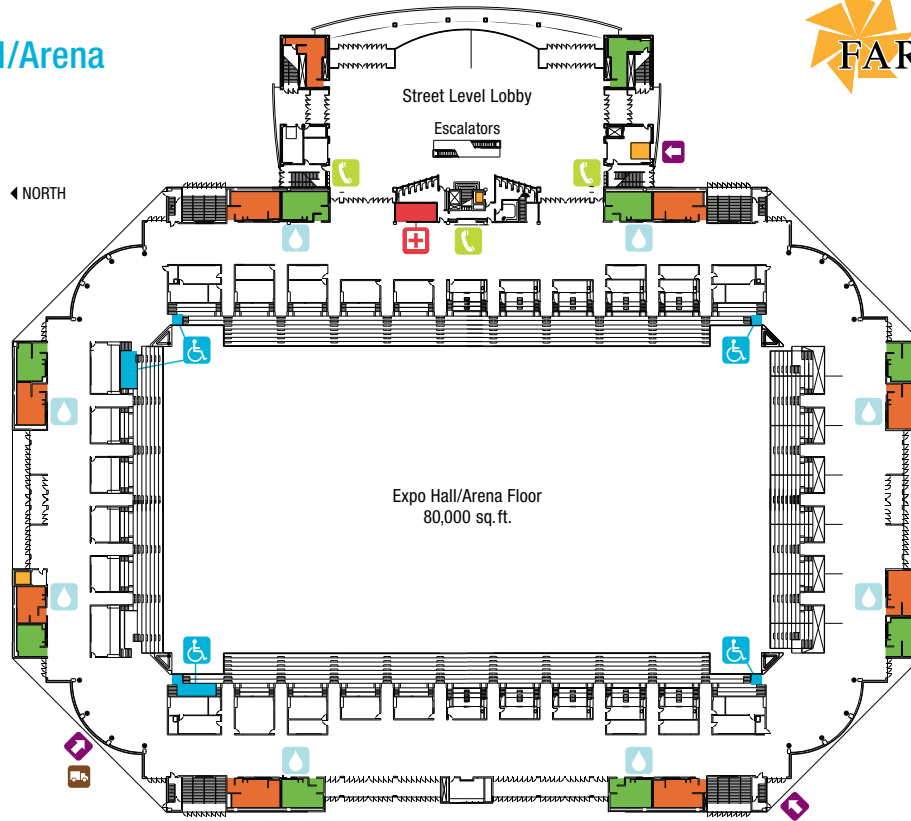 l/Arena
FAR
Street Level Lobby
Escalators
NORTH
Expo Hall/Arena Floor
80,000 sq. ft.